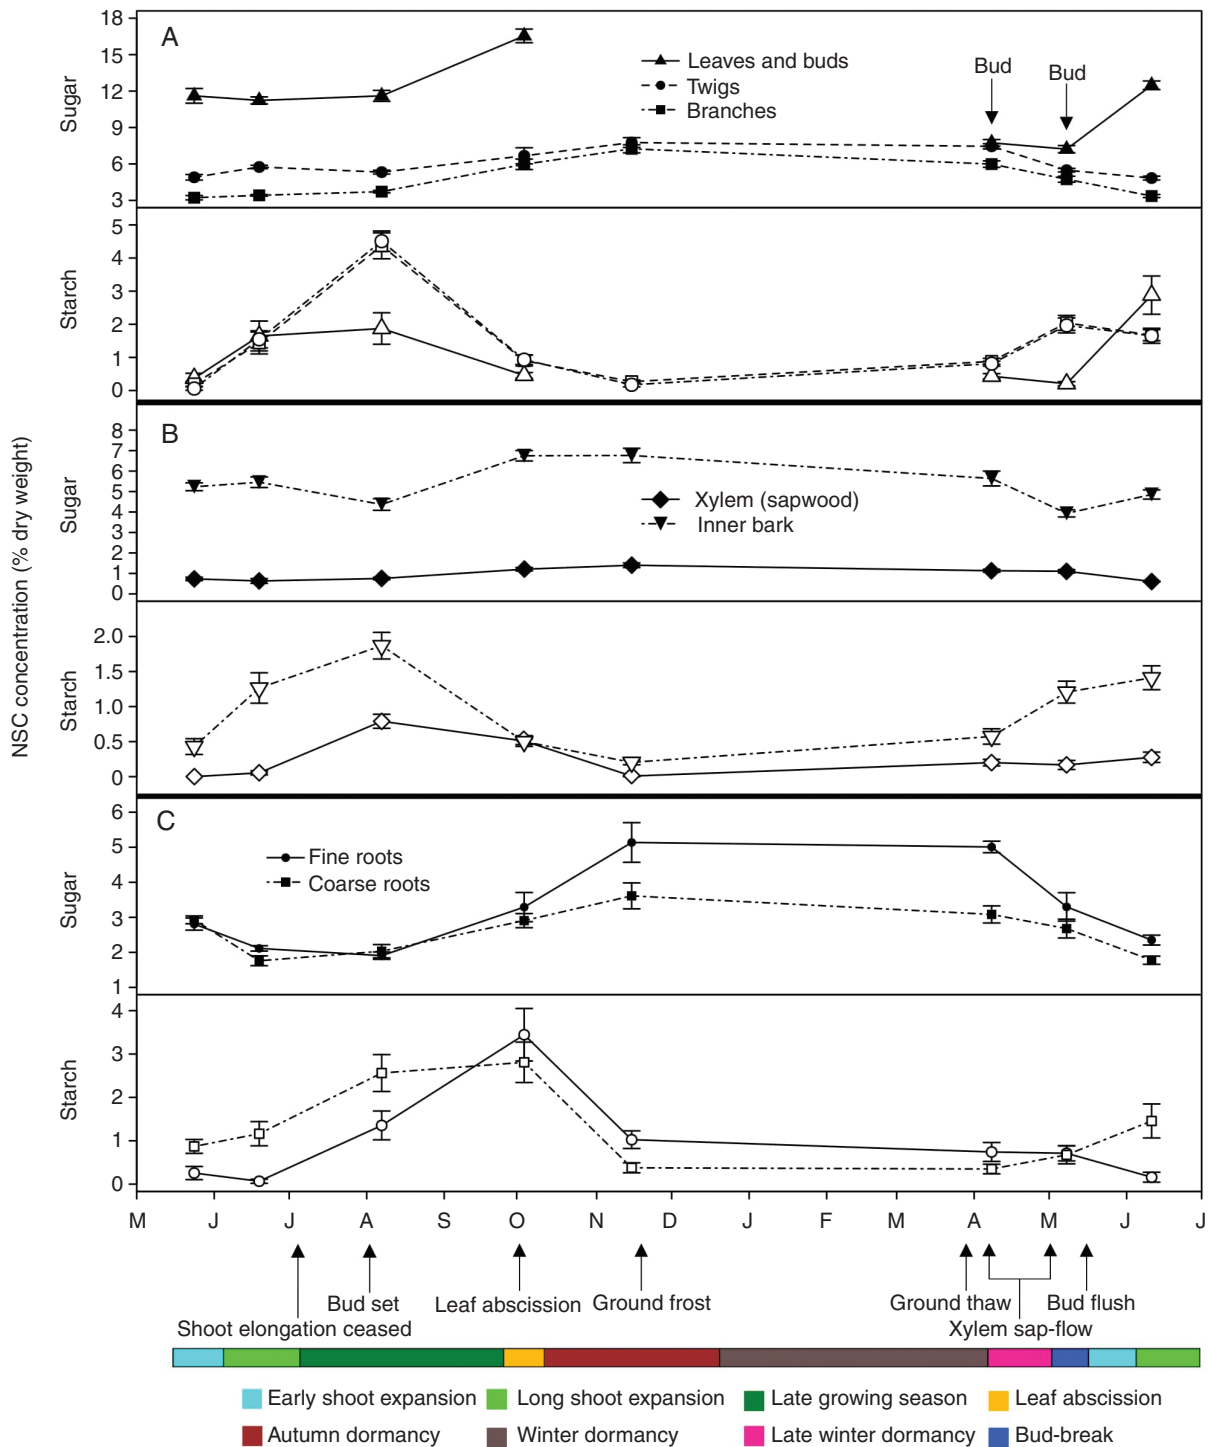 NSC concentration (% dry weight)
A
Sugar
18
15
12
9
6
3
Leaves and buds
Twigs
Branches
Bud
Bud
Starch
5
4
3
2
1
0
B
Sugar
8
7
6
5
4
3
2
1
0
Xylem (sapwood)
Inner bark
Starch
2.0
1.5
1.0
0.5
0
C
Sugar
6
5
4
3
2
1
Fine roots
Coarse roots
Starch
4
3
2
1
0
M J J A S O N D J F M A M J J
Shoot elongation ceased
Bud set
Leaf abscission
Ground frost
Ground thaw
Xylem sap-flow
Bud flush
Early shoot expansion Long shoot expansion Late growing season Leaf abscission
Autumn dormancy Winter dormancy Late winter dormancy Bud-break